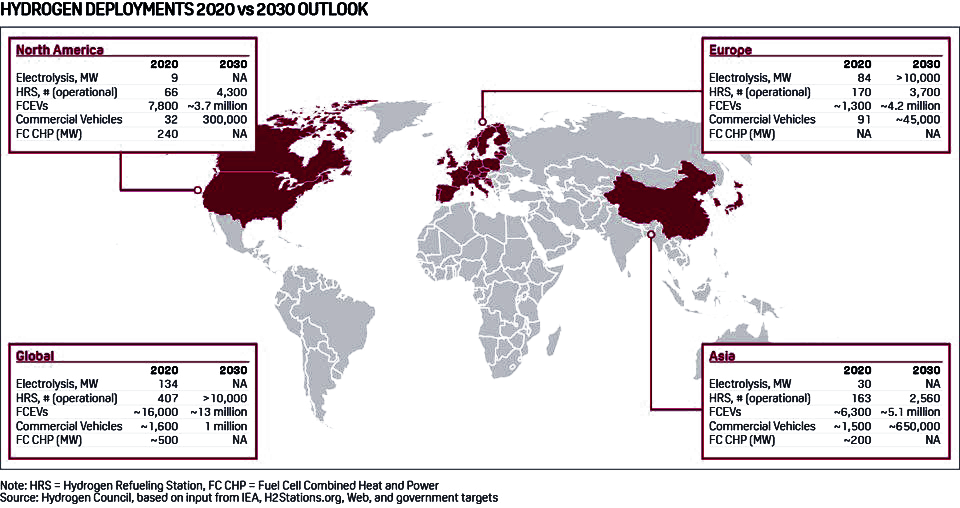 HYDROGEN DEPLOYMENTS 2020 vs 2030 OUTLOOK
North America
2020 2030
Electrolysis, MW 9 NA
HRS, # (operational) 66 4,300
FCEVs 7,800 ~3.7 million
Commercial Vehicles 32 300,000
FC CHP (MW) 240 NA
Europe
2020 2030
Electrolysis, MW 84 >10,000
HRS, # (operational) 170 3,700
FCEVs ~1,300 ~4.2 million
Commercial Vehicles 91 ~45,000
FC CHP (MW) NA NA
Global
2020 2030
Electrolysis, MW 134 NA
HRS, # (operational) 407 >10,000
FCEVs ~16,000 ~13 million
Commercial Vehicles ~1,600 1 million
FC CHP (MW) ~500 NA
Asia
2020 2030
Electrolysis, MW 30 NA
HRS, # (operational) 163 2,560
FCEVs ~6,300 ~5.1 million
Commercial Vehicles ~1,500 ~650,000
FC CHP (MW) ~200 NA
Note: HRS = Hydrogen Refueling Station, FC CHP = Fuel Cell Combined Heat and Power
Source: Hydrogen Council, based on input from IEA, H2Stations.org, Web, and government targets